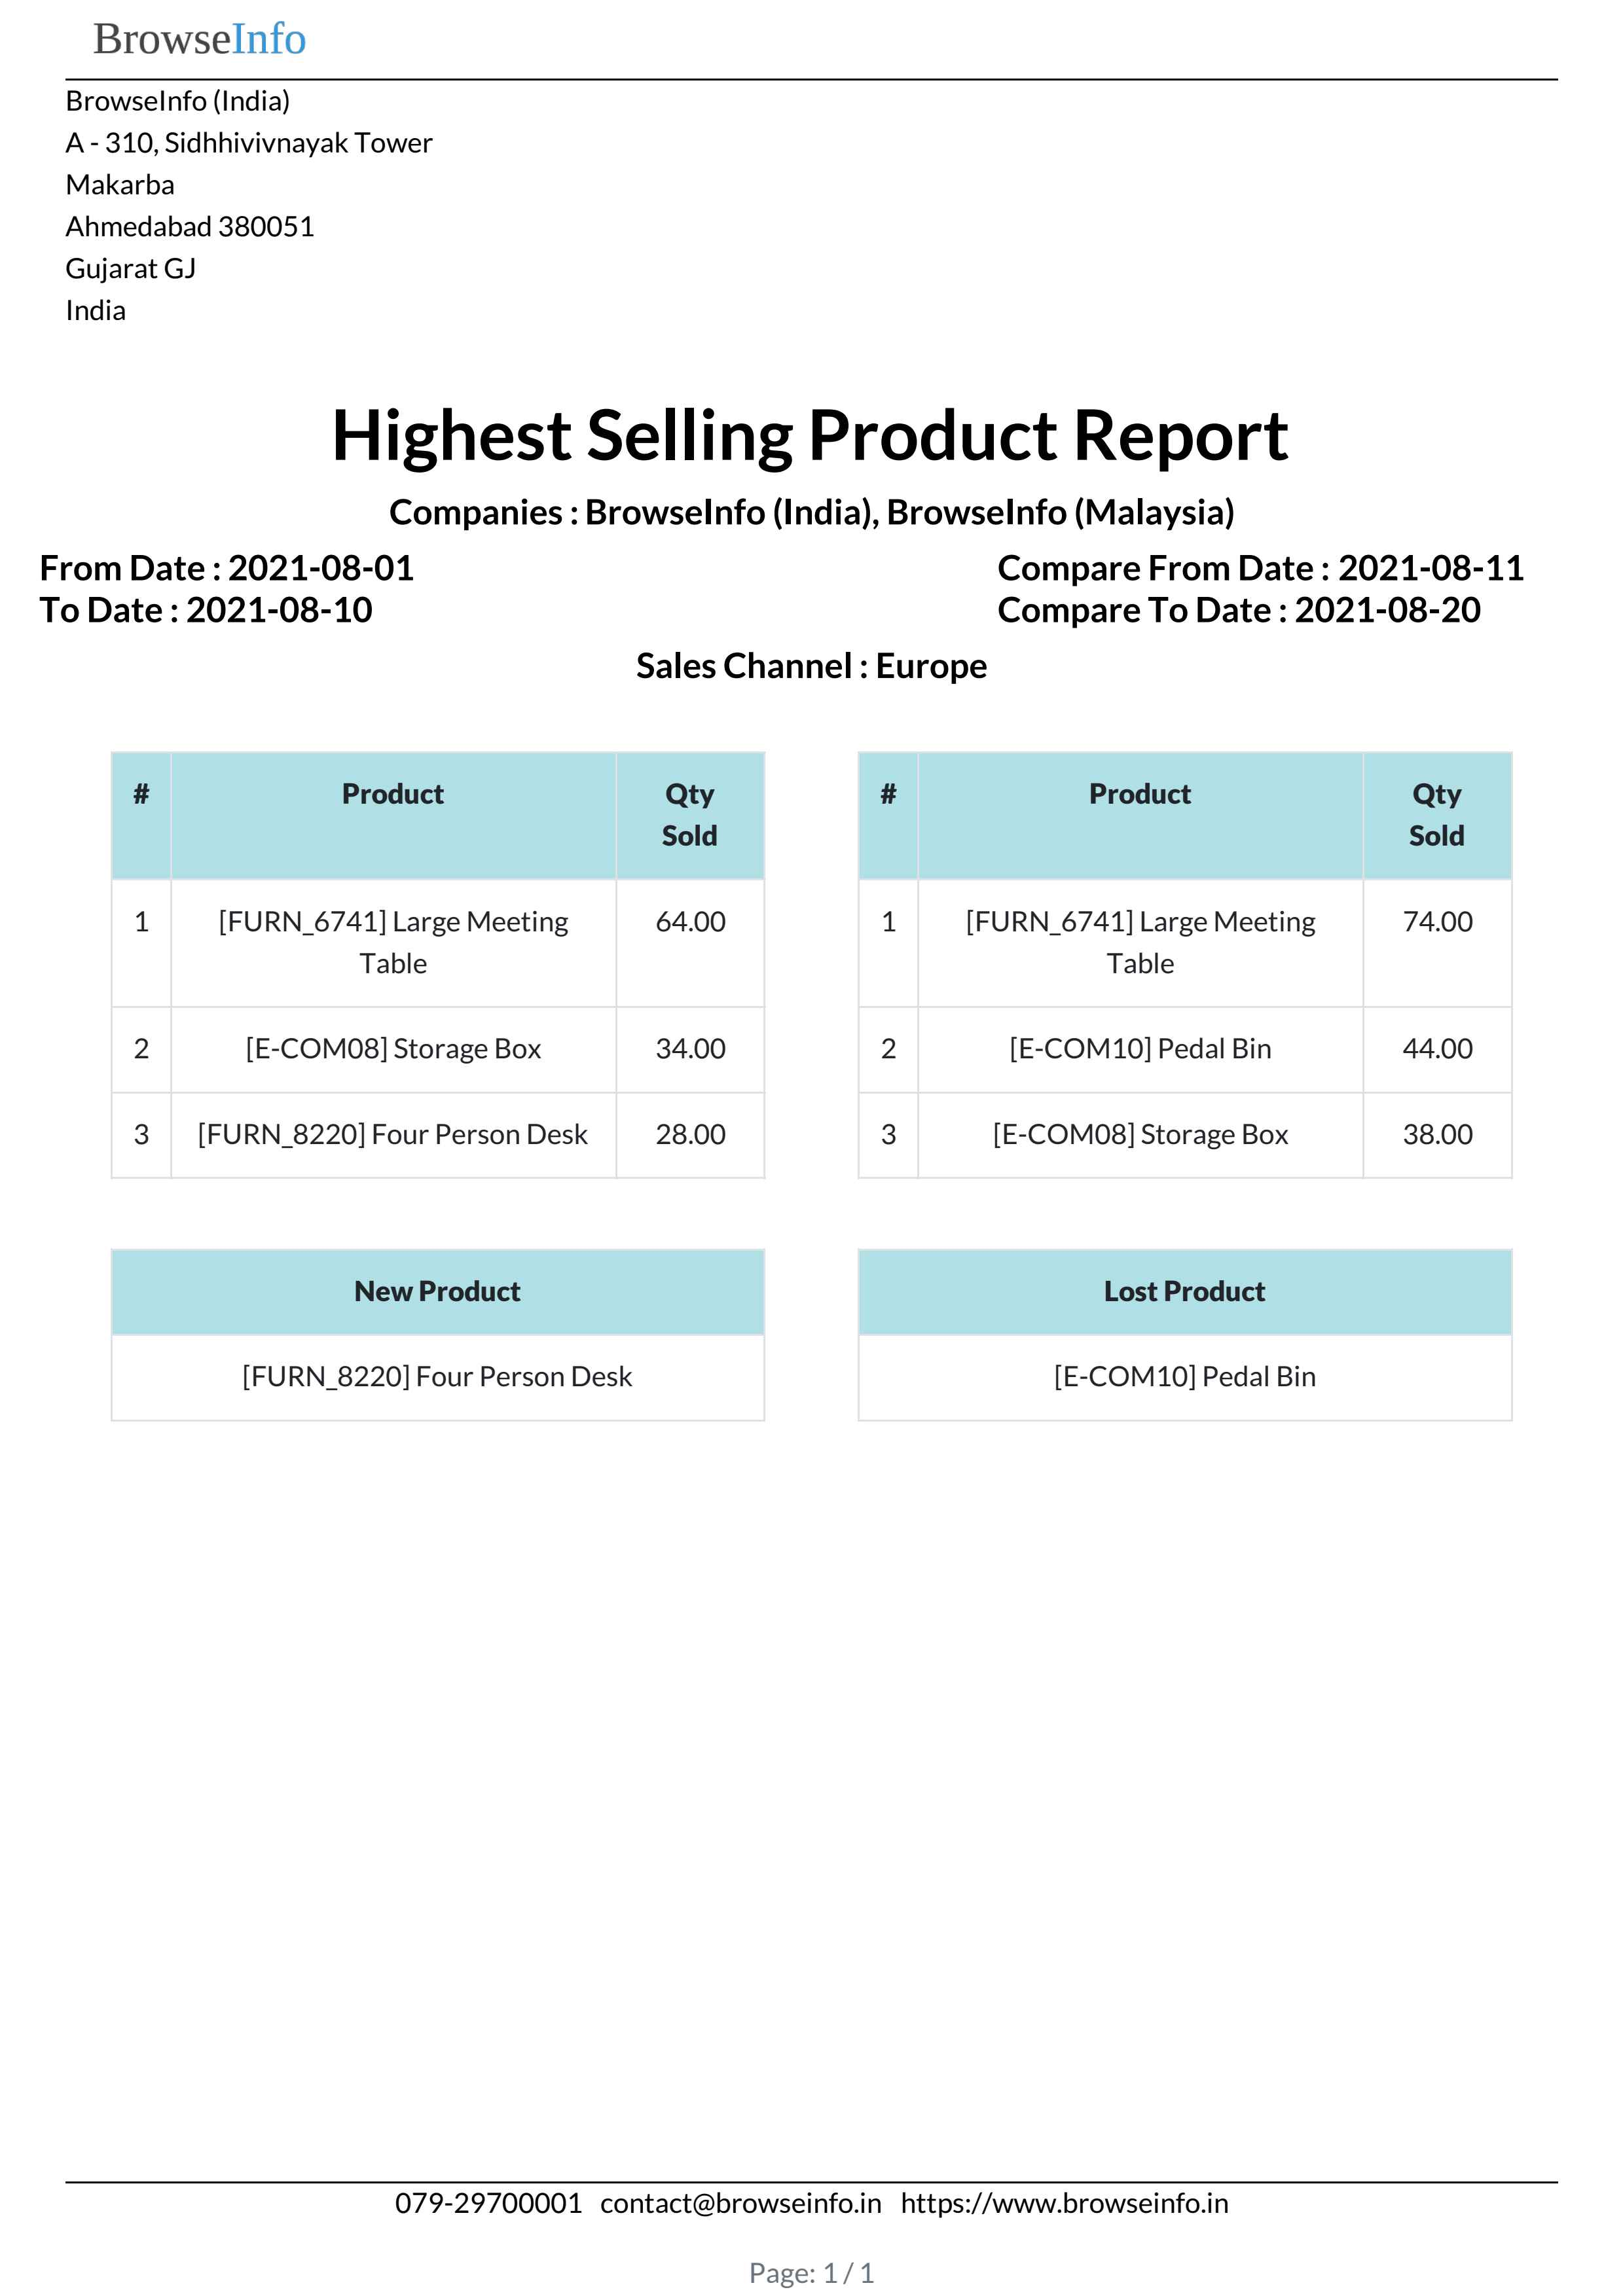 BrowseInfo
BrowseInfo (India)
A - 310, Sidhhivivnayak Tower
Makarba
Ahmedabad 380051
Gujarat GJ
India
Highest Selling Product Report
Companies : BrowseInfo (India), BrowseInfo (Malaysia)
From Date : 2021-08-01
To Date : 2021-08-10
Compare From Date : 2021-08-11
Compare To Date : 2021-08-20
Sales Channel : Europe
# Product Qty
Sold
1 [FURN_6741] Large Meeting 64.00
Table
2 [E-COM08] Storage Box 34.00
3 [FURN_8220] Four Person Desk 28.00
# Product Qty
Sold
1 [FURN_6741] Large Meeting 74.00
Table
2 [E-COM10] Pedal Bin 44.00
3 [E-COM08] Storage Box 38.00
New Product
[FURN_8220] Four Person Desk
Lost Product
[E-COM10] Pedal Bin
079-29700001 contact@browseinfo.in https://www.browseinfo.in
Page: 1 / 1